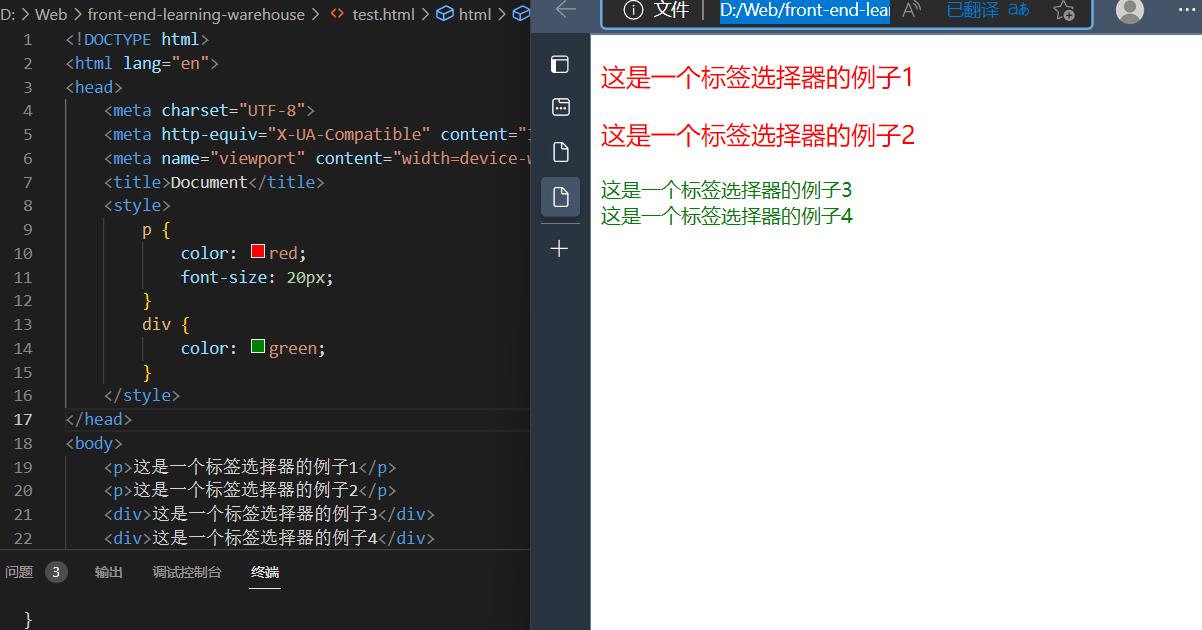 D: > Web > front-end-learning-warehouse > <> test.html > html >
1 <!DOCTYPE html>
2 <html lang="en">
3 <head>
4 <meta charset="UTF-8">
5 <meta http-equiv="X-UA-Compatible" content="
6 <meta name="viewport" content="width=device-w
7 <title>Document</title>
8 <style>
9 p {
10 color: red;
11 font-size: 20px;
12 }
13 div {
14 color: green;
15 }
16 </style>
17 </head>
18 <body>
19 <p>这是一个标签选择器的例子1</p>
20 <p>这是一个标签选择器的例子2</p>
21 <div>这是一个标签选择器的例子3</div>
22 <div>这是一个标签选择器的例子4</div>
问题 3 输出 调试控制台 终端
}
文件 | D:/Web/front-end-lear 已翻译 aあ
这是一个标签选择器的例子1
这是一个标签选择器的例子2
这是一个标签选择器的例子3
这是一个标签选择器的例子4